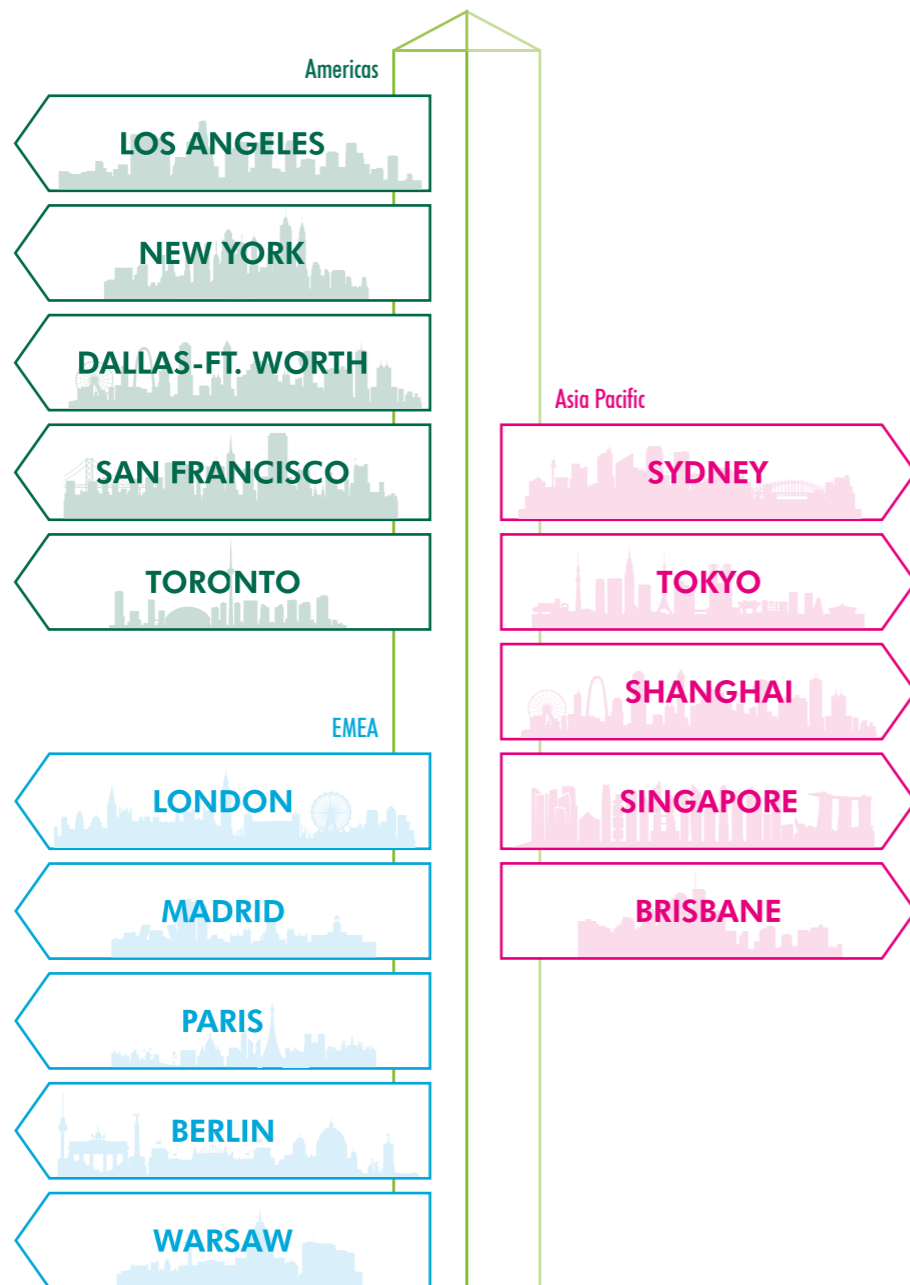 Americas
LOS ANGELES
NEW YORK
DALLAS-FT. WORTH
SAN FRANCISCO
TORONTO
EMEA
LONDON
MADRID
PARIS
BERLIN
WARSAW
Asia Pacific
SYDNEY
TOKYO
SHANGHAI
SINGAPORE
BRISBANE